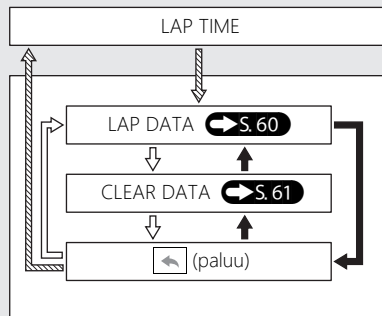 LAP TIME
LAP DATA S. 60
CLEAR DATA S. 61
(paluu)